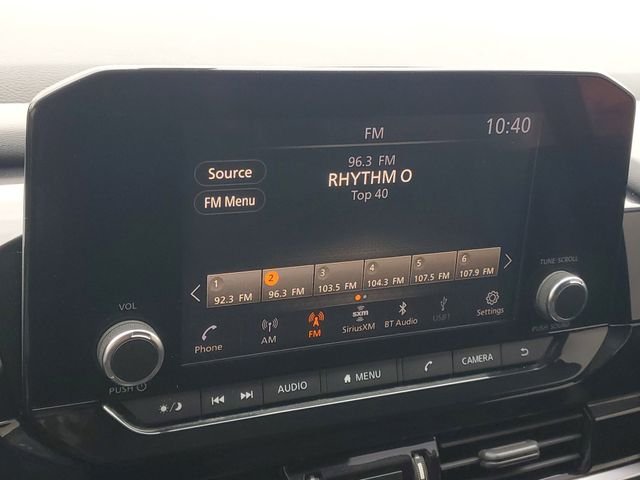 FM
10:40
Source
96.3 FM
RHYTHM O
FM Menu
Top 40
1
2
3
4
5
6
92.3 FM
96.3 FM
103.5 FM
104.3 FM
107.5 FM
107.9 FM
Phone
AM
FM
sxm
SiriusXM
BT Audio
USB1
Settings
VOL
PUSH
TUNE·SCROLL
PUSH SOUND
AUDIO
MENU
CAMERA